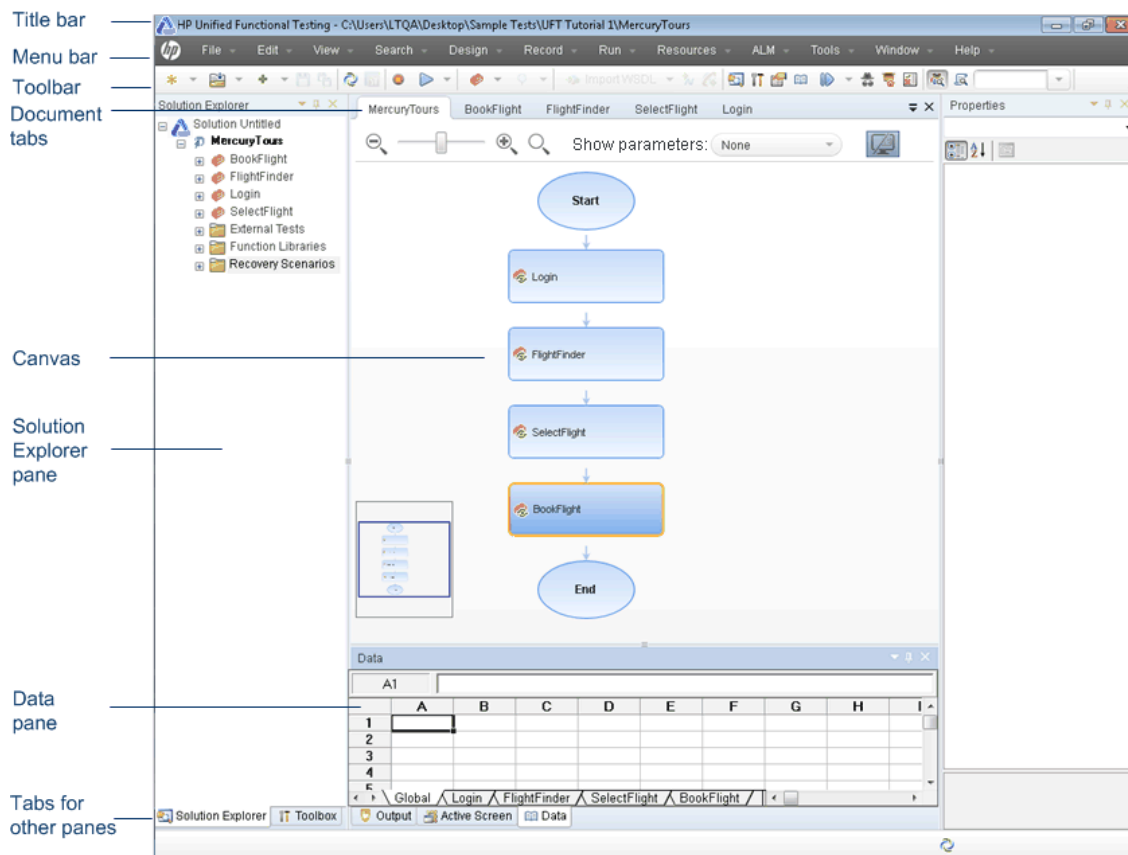 Title bar
HP Unified Functional Testing - C:\Users\LTQA\Desktop\Sample Tests\UFT Tutorial 1\MercuryTours
Menu bar
hp File Edit View Search Design Record Run Resources ALM Tools Window Help
Toolbar
Import WSDL
Document
tabs
Solution Explorer
Solution Untitled
MercuryTours
BookFlight
FlightFinder
Login
SelectFlight
External Tests
Function Libraries
Recovery Scenarios
MercuryTours BookFlight FlightFinder SelectFlight Login
Show parameters: None
Properties
Start
Login
FlightFinder
SelectFlight
BookFlight
End
Canvas
Solution
Explorer
pane
Data
A1
A B C D E F G H I
1
2
3
4
5
Data
pane
Global Login FlightFinder SelectFlight BookFlight
Tabs for
other panes
Solution Explorer Toolbox Output Active Screen Data